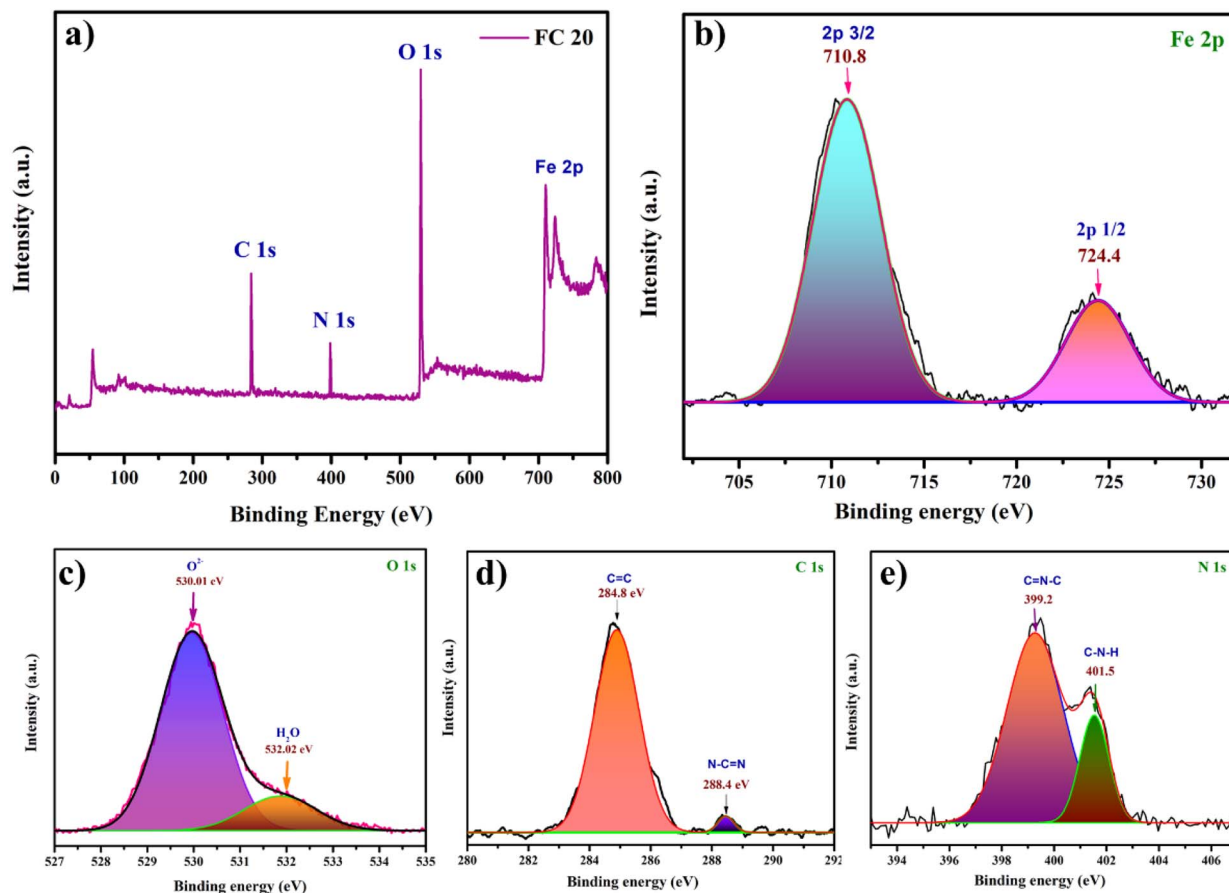 a)
FC 20
O 1s
Fe 2p
C 1s
N 1s
Intensity (a.u.)
0 100 200 300 400 500 600 700 800
Binding Energy (eV)
b)
Fe 2p
2p 3/2
710.8
2p 1/2
724.4
Intensity (a.u.)
705 710 715 720 725 730
Binding energy (eV)
c)
O 1s
O²⁻
530.01 eV
H₂O
532.02 eV
Intensity (a.u.)
527 528 529 530 531 532 533 534 535
Binding energy (eV)
d)
C 1s
C=C
284.8 eV
N-C=N
288.4 eV
Intensity (a.u.)
280 282 284 286 288 290 292
Binding energy (eV)
e)
N 1s
C=N-C
399.2
C-N-H
401.5
Intensity (a.u.)
394 396 398 400 402 404 406
Binding energy (eV)